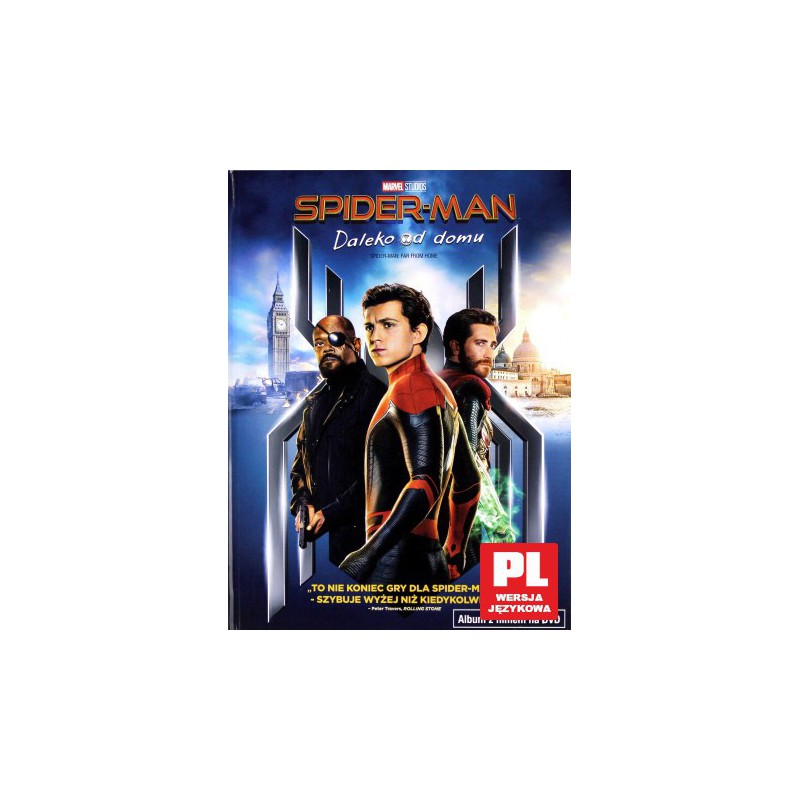 MARVEL STUDIOS
SPIDER-MAN
Daleko od domu
SPIDER-MAN: FAR FROM HOME
„TO NIE KONIEC GRY DLA SPIDER-M
- SZYBUJE WYŻEJ NIŻ KIEDYKOLW
– Peter Travers, ROLLING STONE
PL
WERSJA
JĘZYKOWA
Album z filmem na DVD